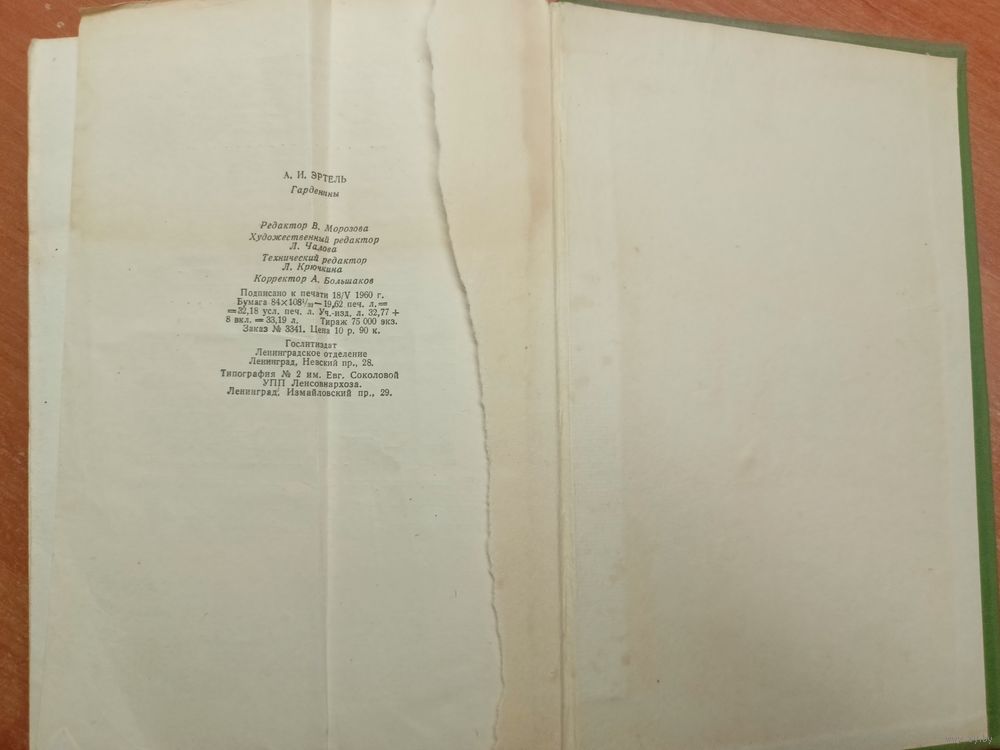 А. И. ЭРТЕЛЬ
Гарденины
Редактор В. Морозова
Художественный редактор
Л. Чалова
Технический редактор
Л. Крючкина
Корректор А. Большаков
Подписано к печати 18/V 1960 г.
Бумага 84×108¹/₃₂—19,62 печ. л.=
=32,18 усл. печ. л. Уч.-изд. л. 32,77+
8 вкл. =33,19 л. Тираж 75 000 экз.
Заказ № 3341. Цена 10 р. 90 к.
Гослитиздат
Ленинградское отделение
Ленинград, Невский пр., 28.
Типография № 2 им. Евг. Соколовой
УПП Ленсовнархоза.
Ленинград, Измайловский пр., 29.